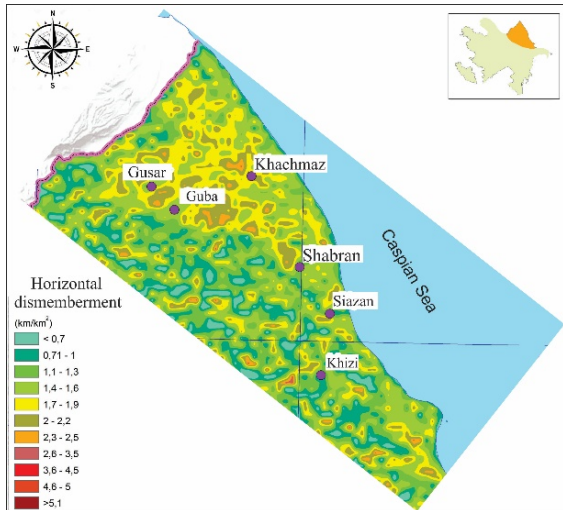 N
W
E
S
Khachmaz
Gusar
Guba
Shabran
Caspian Sea
Siazan
Khizi
Horizontal
dismemberment
(km/km²)
< 0,7
0,71 - 1
1,1 - 1,3
1,4 - 1,6
1,7 - 1,9
2 - 2,2
2,3 - 2,5
2,6 - 3,5
3,6 - 4,5
4,6 - 5
>5,1